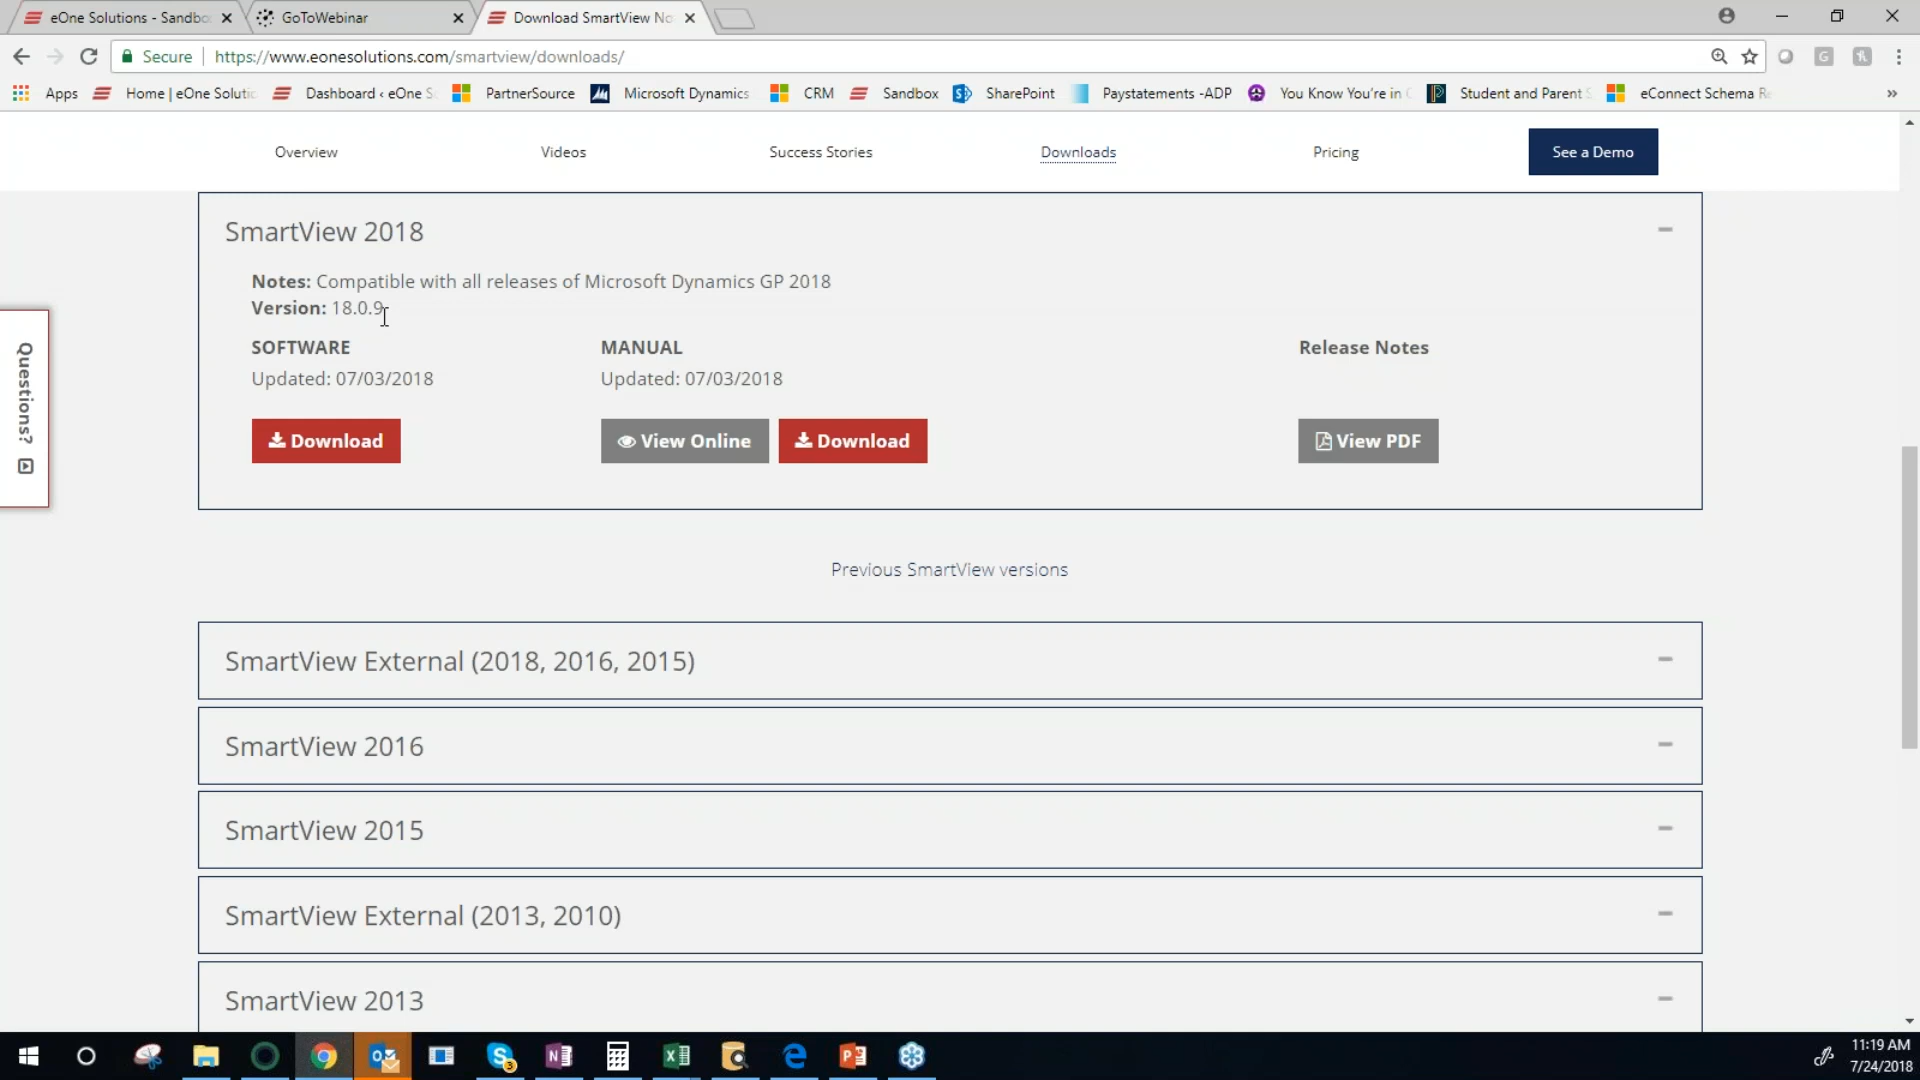 eOne Solutions - Sandbo
GoToWebinar
Download SmartView No
Secure
https://www.eonesolutions.com/smartview/downloads/
Apps
Home | eOne Soluti
Dashboard ‹ eOne S
PartnerSource
Microsoft Dynamics
CRM
Sandbox
SharePoint
Paystatements -ADP
You Know You're in
Student and Parent S
eConnect Schema R
»
Overview
Videos
Success Stories
Downloads
Pricing
See a Demo
Questions?
SmartView 2018
Notes: Compatible with all releases of Microsoft Dynamics GP 2018
Version: 18.0.9
SOFTWARE
Updated: 07/03/2018
Download
MANUAL
Updated: 07/03/2018
View Online
Download
Release Notes
View PDF
Previous SmartView versions
SmartView External (2018, 2016, 2015)
SmartView 2016
SmartView 2015
SmartView External (2013, 2010)
SmartView 2013
11:19 AM
7/24/2018